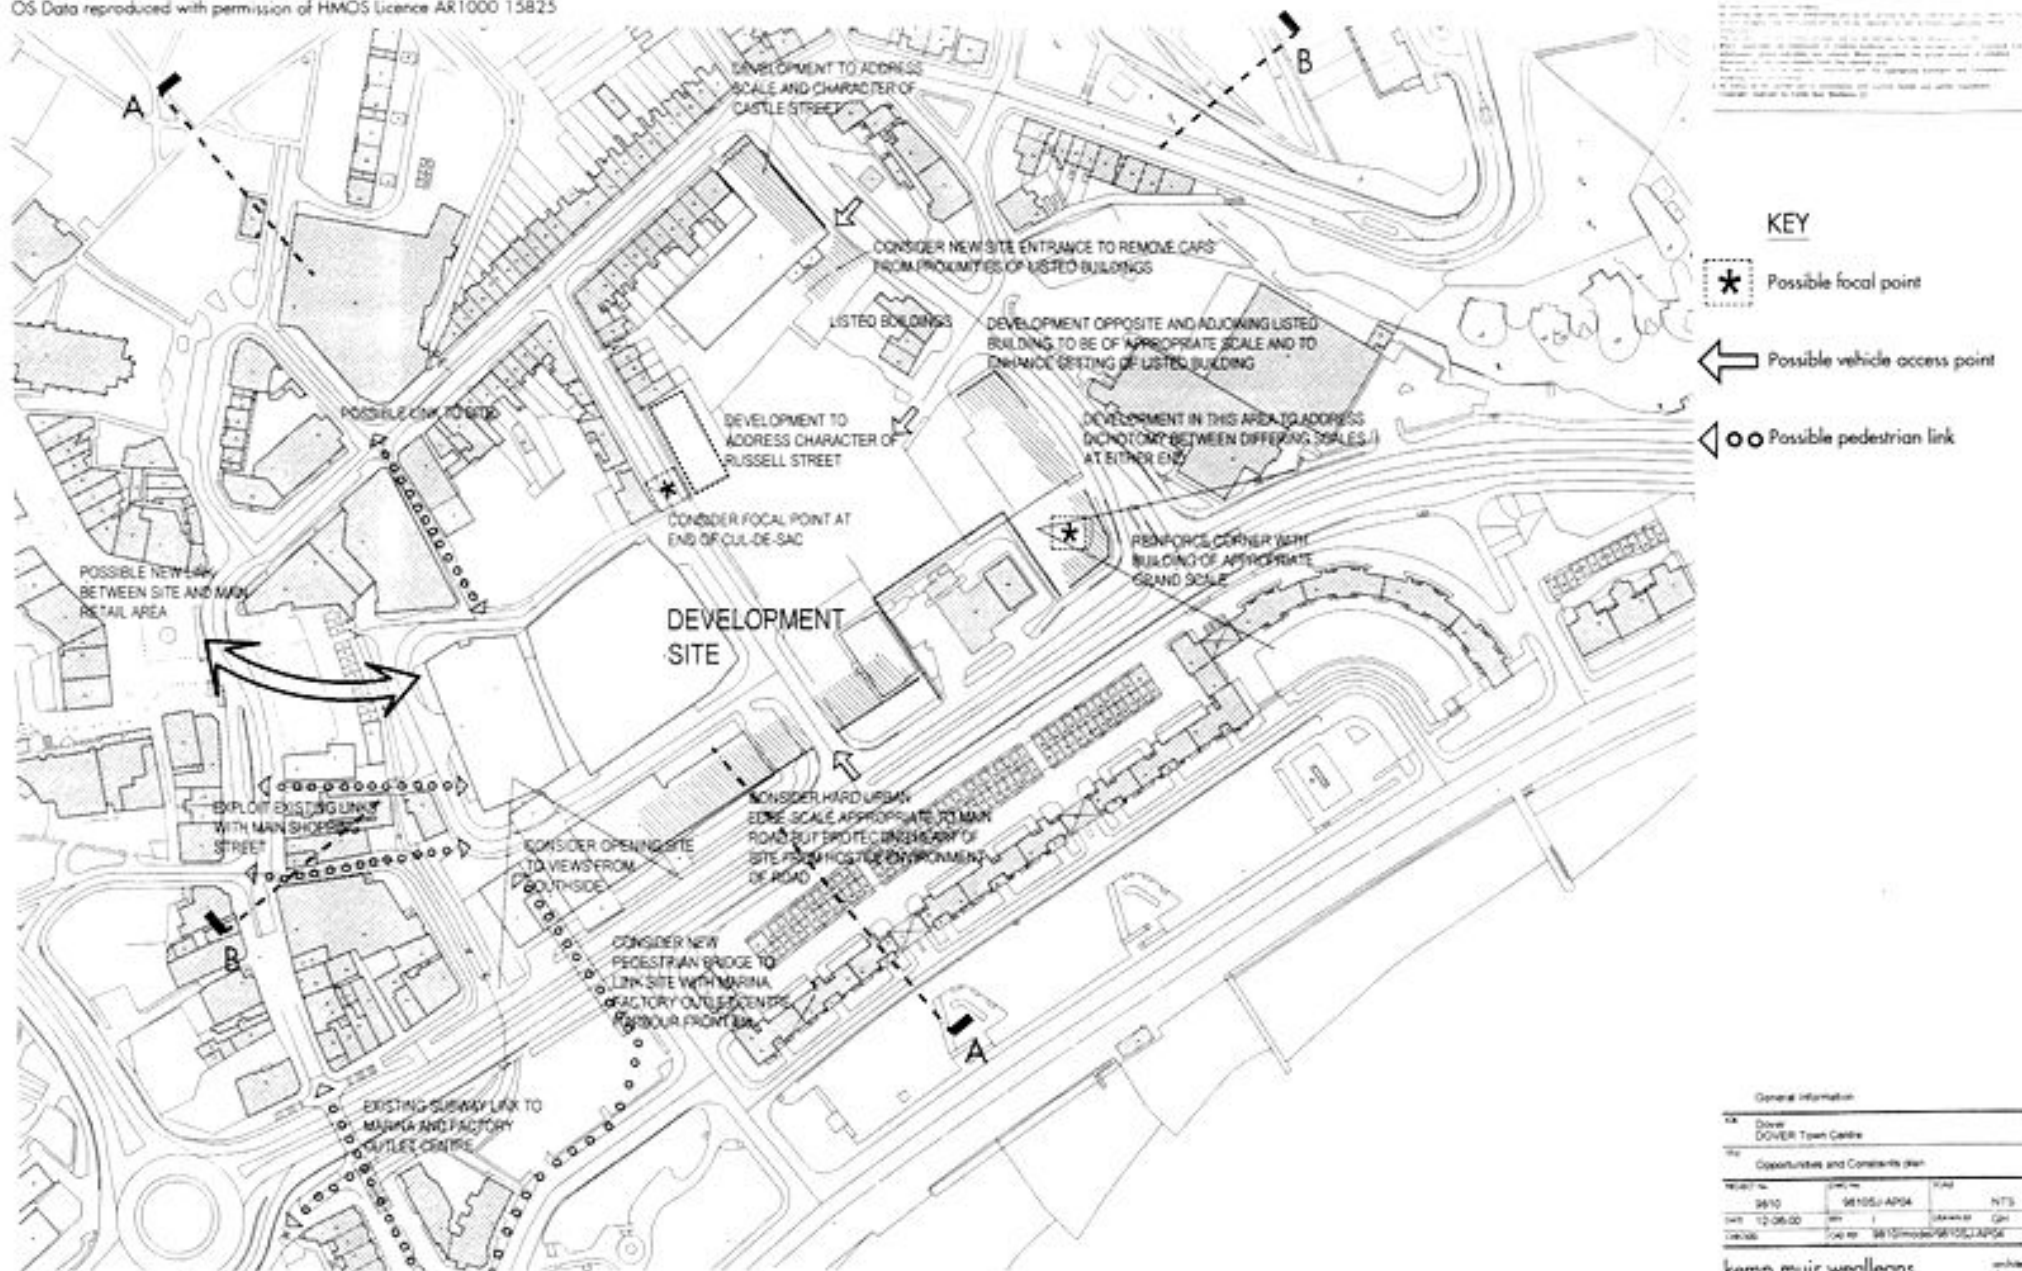 OS Data reproduced with permission of HMOS Licence AR1000 15825
A
B
DEVELOPMENT TO ADDRESS
SCALE AND CHARACTER OF
CASTLE STREET
CONSIDER NEW SITE ENTRANCE TO REMOVE CARS
FROM PROXIMITIES OF LISTED BUILDINGS
LISTED BUILDINGS
DEVELOPMENT OPPOSITE AND ADJOINING LISTED
BUILDING TO BE OF APPROPRIATE SCALE AND TO
ENHANCE SETTING OF LISTED BUILDING
POSSIBLE LINK TO SITE
DEVELOPMENT TO
ADDRESS CHARACTER OF
RUSSELL STREET
DEVELOPMENT IN THIS AREA TO ADDRESS
DICHOTOMY BETWEEN DIFFERING SCALES
AT EITHER END
CONSIDER FOCAL POINT AT
END OF CUL-DE-SAC
REINFORCE CORNER WITH
BUILDING OF APPROPRIATE
GRAND SCALE
POSSIBLE NEW LINK
BETWEEN SITE AND MAIN
RETAIL AREA
DEVELOPMENT
SITE
EXPLOIT EXISTING LINKS
WITH MAIN SHOPPING
STREET
CONSIDER OPENING SITE
TO VIEWS FROM
SOUTHSIDE
CONSIDER HARD URBAN
EDGE-SCALE APPROPRIATE TO MAIN
ROAD BUT PROTECTING HEART OF
SITE FROM HOSTILE ENVIRONMENT
OF ROAD
B
CONSIDER NEW
PEDESTRIAN BRIDGE TO
LINK SITE WITH MARINA,
FACTORY OUTLET CENTRE
HARBOUR FRONT
A
EXISTING SUBWAY LINK TO
MARINA AND FACTORY
OUTLET CENTRE
KEY
Possible focal point
Possible vehicle access point
Possible pedestrian link
General Information
Dover
DOVER Town Centre
Opportunities and Constraints plan
9810
9810SJ-AP04
NTS
12-06-00
GH
kemp muir wealleans